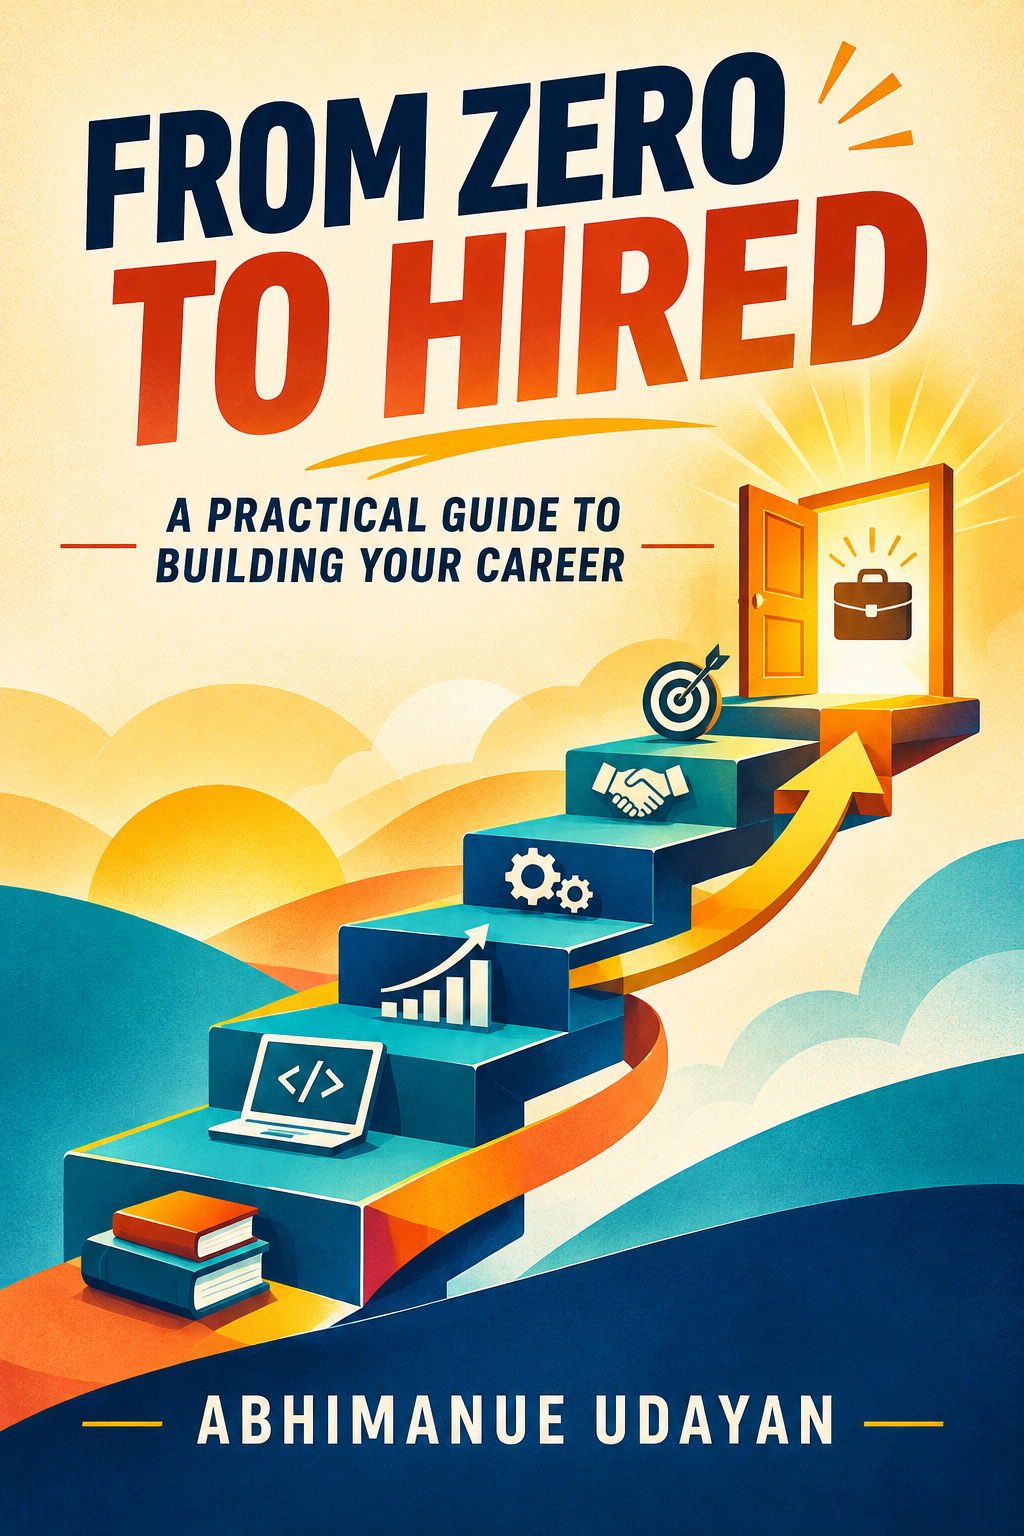 FROM ZERO
TO HIRED
A PRACTICAL GUIDE TO
BUILDING YOUR CAREER
</>
ABHIMANUE UDAYAN